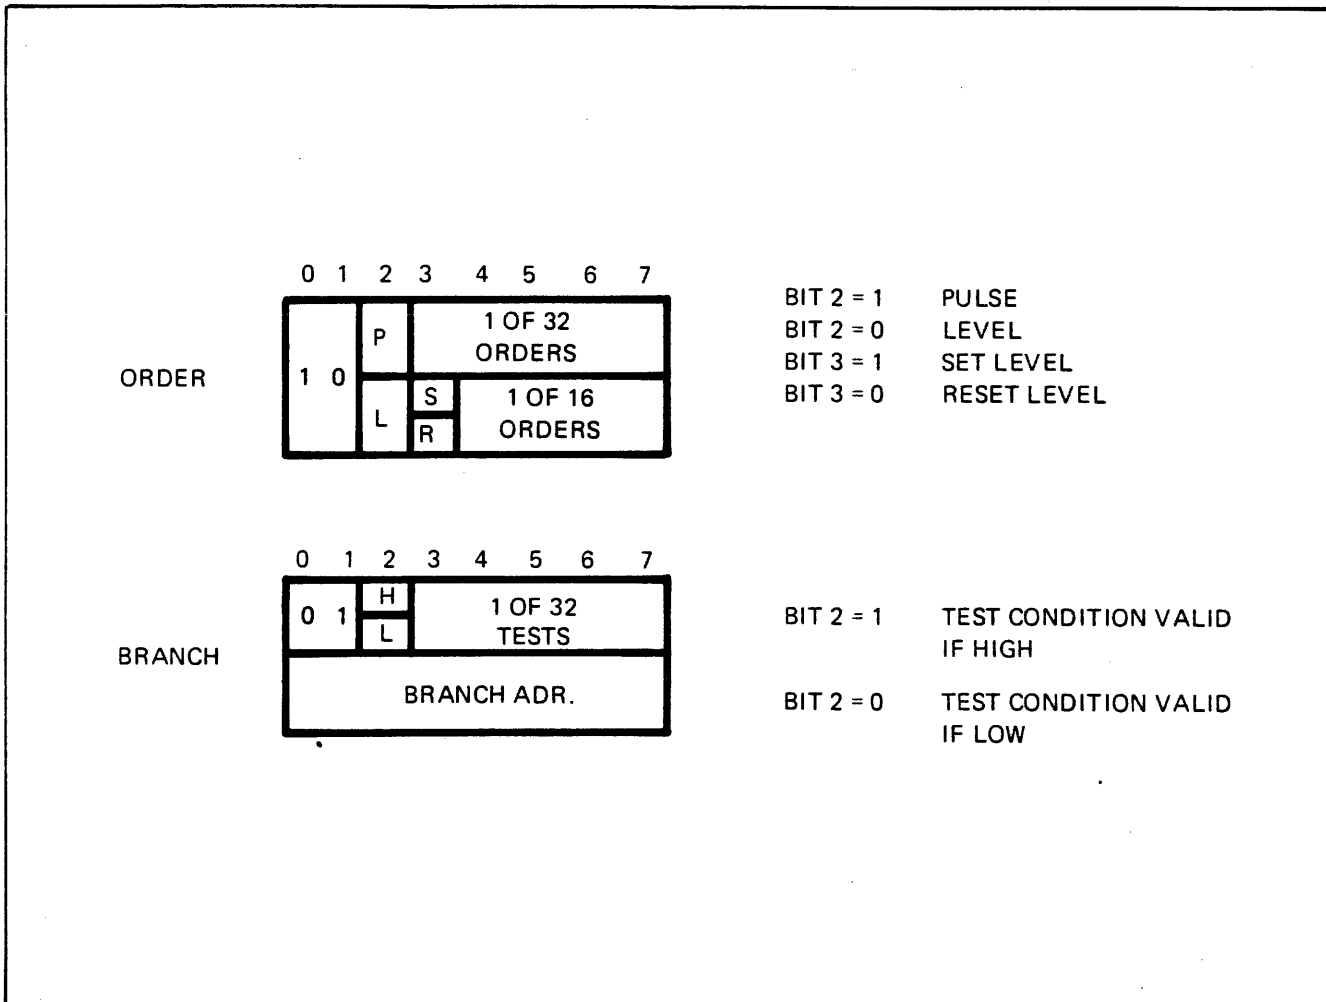 0 1 2 3 4 5 6 7
ORDER
1 0
P
1 OF 32
ORDERS
L
S
R
1 OF 16
ORDERS
BIT 2 = 1 PULSE
BIT 2 = 0 LEVEL
BIT 3 = 1 SET LEVEL
BIT 3 = 0 RESET LEVEL
0 1 2 3 4 5 6 7
BRANCH
0 1
H
L
1 OF 32
TESTS
BRANCH ADR.
BIT 2 = 1 TEST CONDITION VALID
IF HIGH
BIT 2 = 0 TEST CONDITION VALID
IF LOW